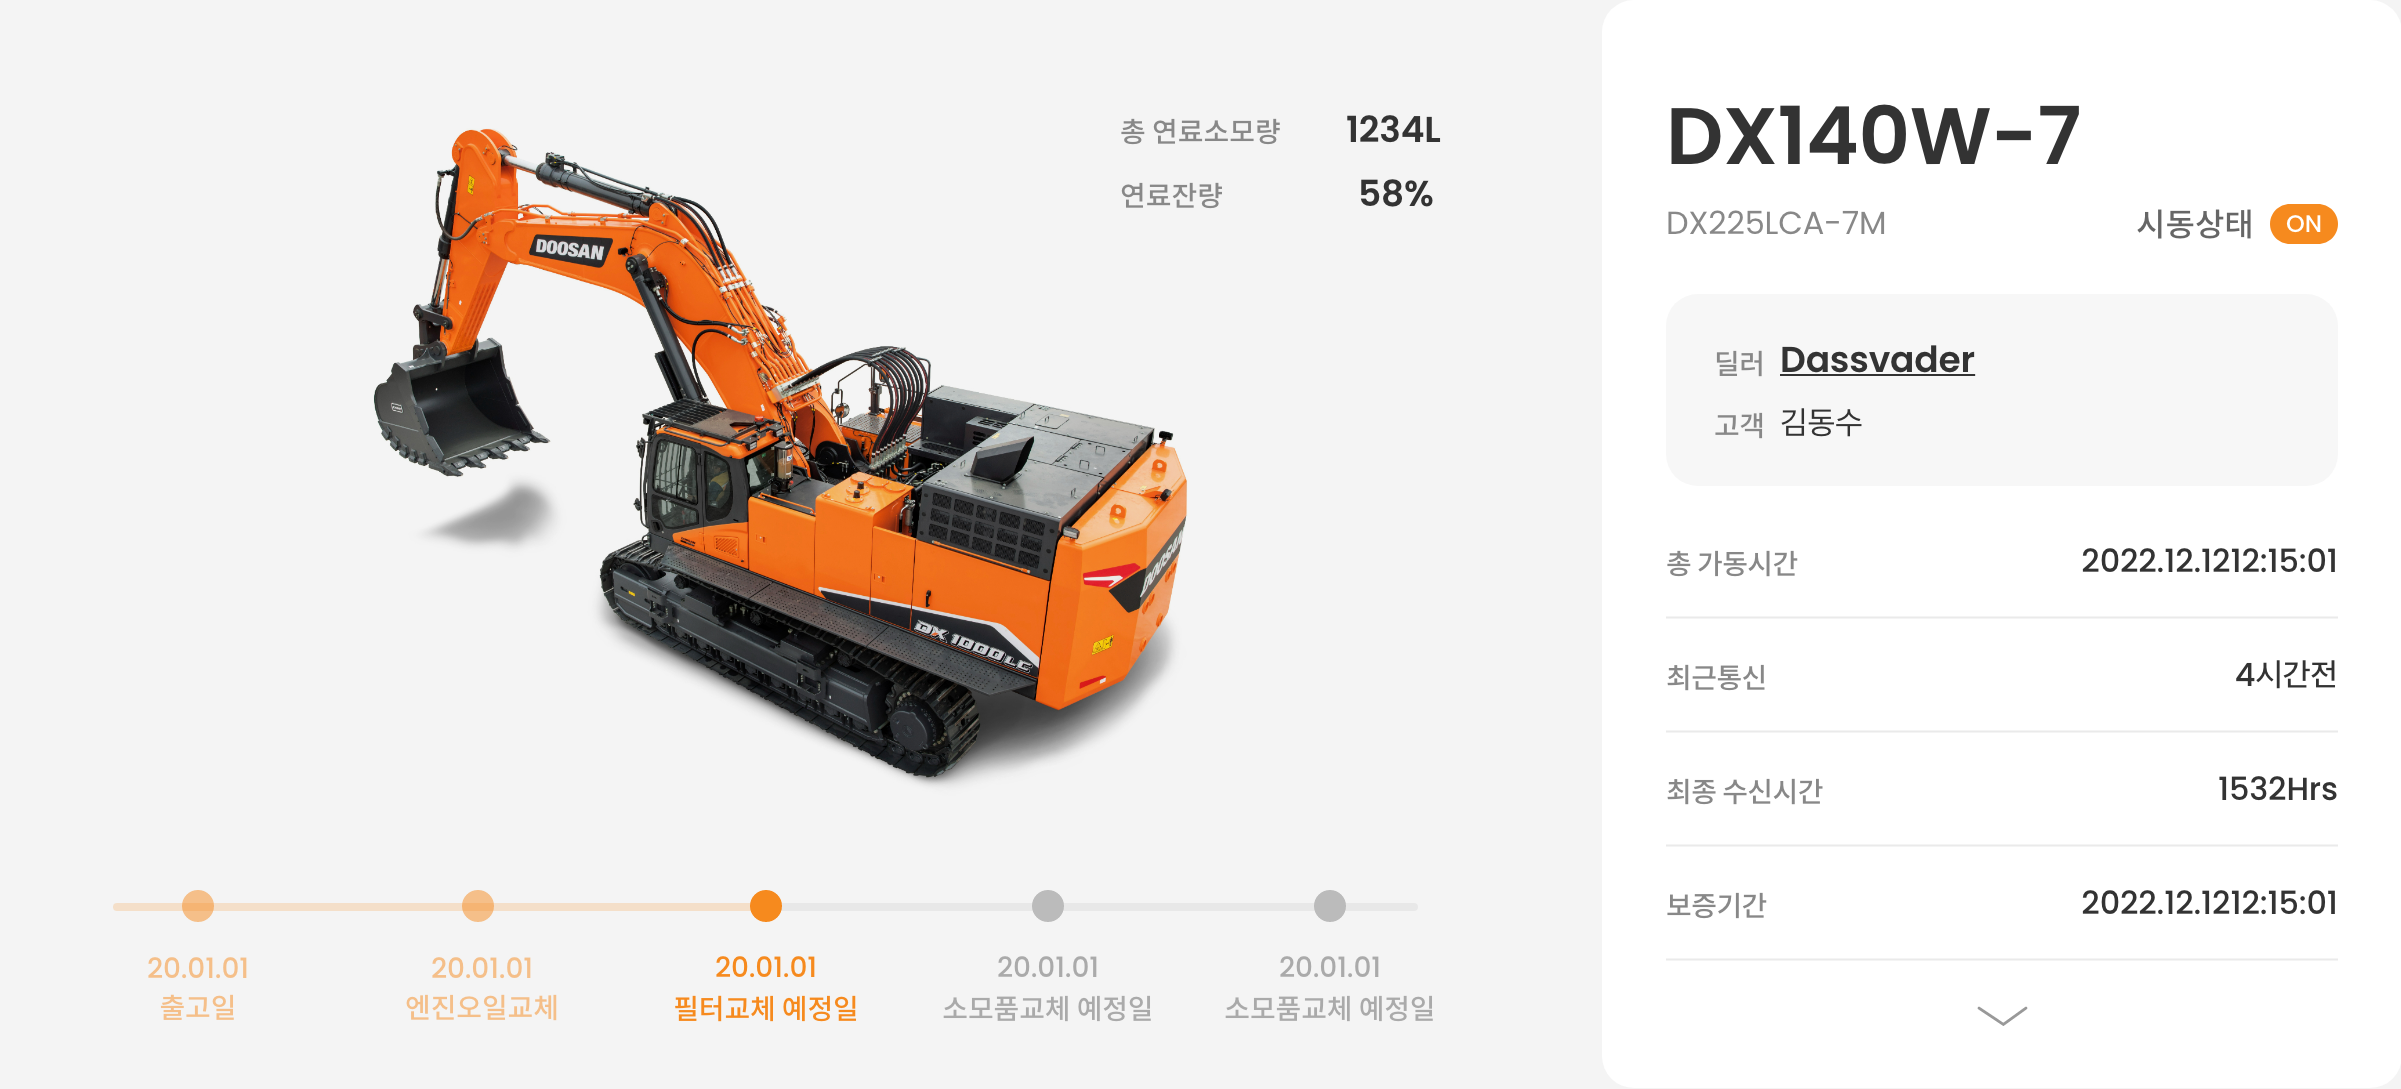 총 연료소모량 1234L
연료잔량 58%
DOOSAN
DOOSAN
DX 1000LC
20.01.01
출고일
20.01.01
엔진오일교체
20.01.01
필터교체 예정일
20.01.01
소모품교체 예정일
20.01.01
소모품교체 예정일
DX140W-7
DX225LCA-7M
시동상태 ON
딜러 Dassvader
고객 김동수
총 가동시간 2022.12.1212:15:01
최근통신 4시간전
최종 수신시간 1532Hrs
보증기간 2022.12.1212:15:01